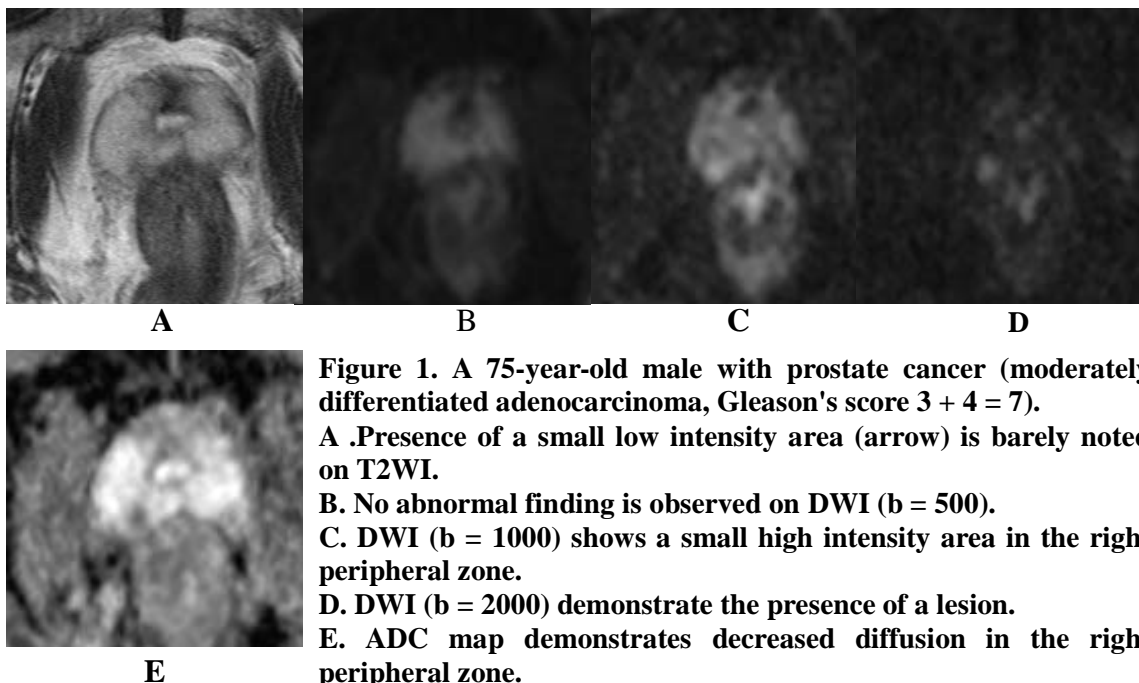 A B C D
Figure 1. A 75-year-old male with prostate cancer (moderately
differentiated adenocarcinoma, Gleason's score 3 + 4 = 7).
A .Presence of a small low intensity area (arrow) is barely noted
on T2WI.
B. No abnormal finding is observed on DWI (b = 500).
C. DWI (b = 1000) shows a small high intensity area in the righ
peripheral zone.
D. DWI (b = 2000) demonstrate the presence of a lesion.
E. ADC map demonstrates decreased diffusion in the righ
peripheral zone.
E